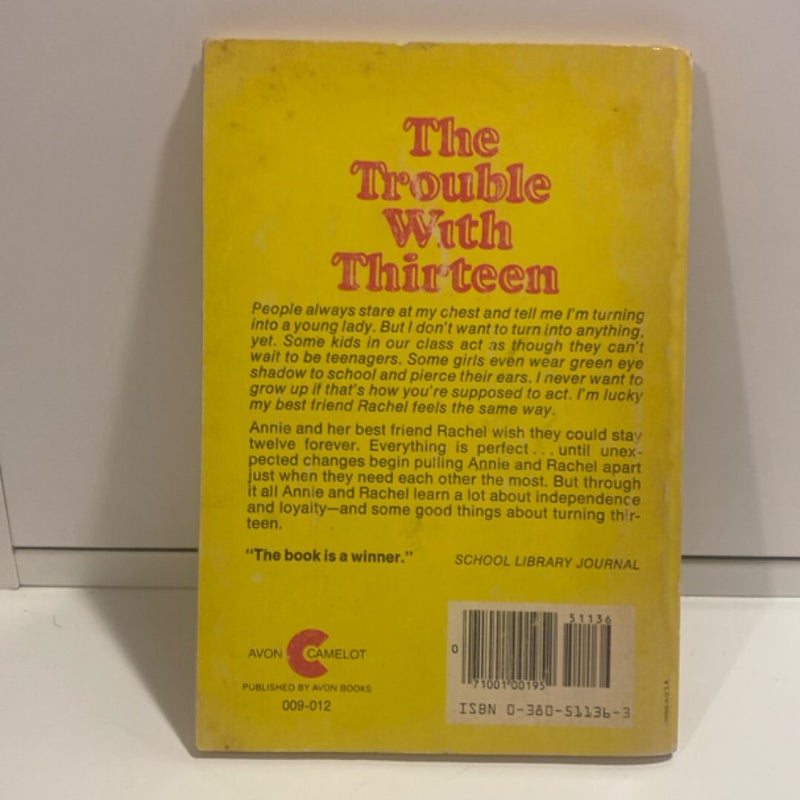 The
Trouble
With
Thirteen
People always stare at my chest and tell me I'm turning
into a young lady. But I don't want to turn into anything,
yet. Some kids in our class act as though they can't
wait to be teenagers. Some girls even wear green eye
shadow to school and pierce their ears. I never want to
grow up if that's how you're supposed to act. I'm lucky
my best friend Rachel feels the same way.
Annie and her best friend Rachel wish they could stay
twelve forever. Everything is perfect...until unex-
pected changes begin pulling Annie and Rachel apart
just when they need each other the most. But through
it all Annie and Rachel learn a lot about independence
and loyalty—and some good things about turning thir-
teen.
"The book is a winner." SCHOOL LIBRARY JOURNAL
AVON CAMELOT
PUBLISHED BY AVON BOOKS
009-012
51136
0
71001 00195
ISBN 0-380-51136-3